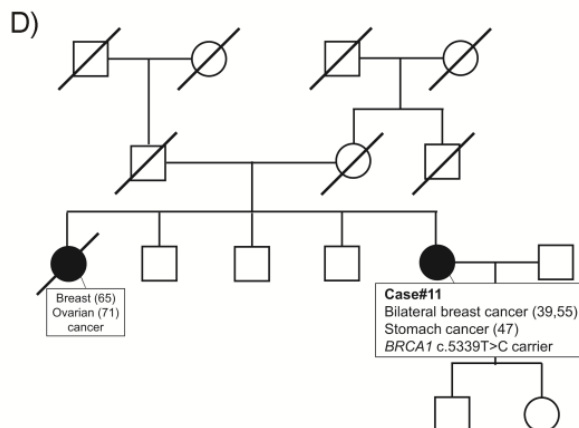 D)
Breast (65)
Ovarian (71)
cancer
Case#11
Bilateral breast cancer (39,55)
Stomach cancer (47)
BRCA1 c.5339T>C carrier